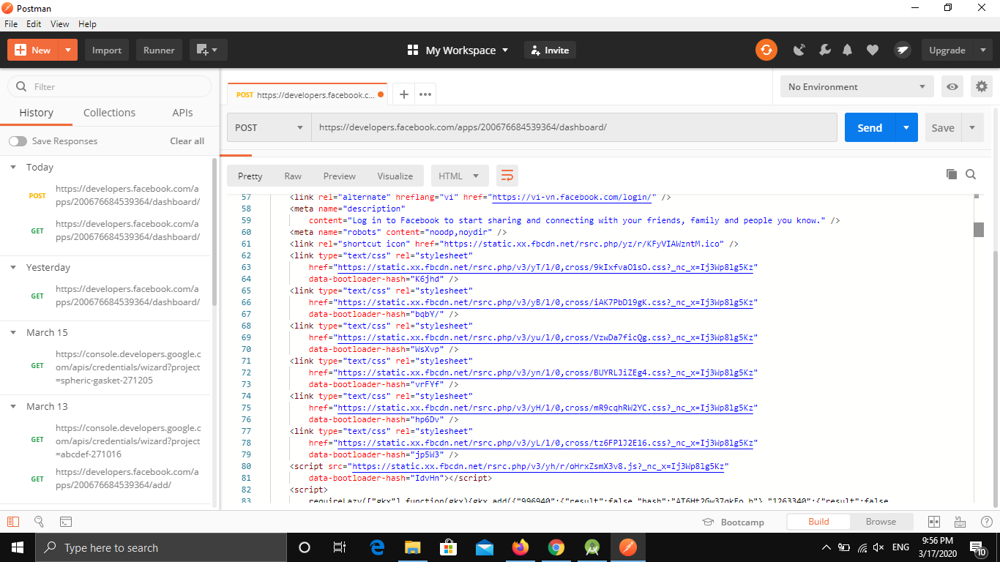 Postman
File Edit View Help
New
Import
Runner
My Workspace
Invite
Upgrade
Filter
History
Collections
APIs
Save Responses
Clear all
Today
POST https://developers.facebook.com/a
pps/200676684539364/dashboard/
GET https://developers.facebook.com/a
pps/200676684539364/dashboard/
Yesterday
GET https://developers.facebook.com/a
pps/200676684539364/dashboard/
March 15
GET https://console.developers.google.c
om/apis/credentials/wizard?project
=spheric-gasket-271205
March 13
GET https://console.developers.google.c
om/apis/credentials/wizard?project
=abcdef-271016
GET https://developers.facebook.com/a
pps/200676684539364/add/
POST https://developers.facebook.c...
No Environment
POST
https://developers.facebook.com/apps/200676684539364/dashboard/
Send
Save
Pretty Raw Preview Visualize
HTML
57 <link rel="alternate" hreflang="vi" href="https://vi-vn.facebook.com/login/" />
58 <meta name="description"
59 content="Log in to Facebook to start sharing and connecting with your friends, family and people you know." />
60 <meta name="robots" content="noodp,noydir" />
61 <link rel="shortcut icon" href="https://static.xx.fbcdn.net/rsrc.php/yz/r/KFyVIAWzntM.ico" />
62 <link type="text/css" rel="stylesheet"
63 href="https://static.xx.fbcdn.net/rsrc.php/v3/yT/l/0,cross/9kIxfvaO1sO.css?_nc_x=Ij3Wp8lg5Kz"
64 data-bootloader-hash="K6jhd" />
65 <link type="text/css" rel="stylesheet"
66 href="https://static.xx.fbcdn.net/rsrc.php/v3/yB/l/0,cross/iAK7PbD19gK.css?_nc_x=Ij3Wp8lg5Kz"
67 data-bootloader-hash="bqbY/" />
68 <link type="text/css" rel="stylesheet"
69 href="https://static.xx.fbcdn.net/rsrc.php/v3/yu/l/0,cross/VzwDa7ficQg.css?_nc_x=Ij3Wp8lg5Kz"
70 data-bootloader-hash="WsXvp" />
71 <link type="text/css" rel="stylesheet"
72 href="https://static.xx.fbcdn.net/rsrc.php/v3/yn/l/0,cross/BUYRLJiZEg4.css?_nc_x=Ij3Wp8lg5Kz"
73 data-bootloader-hash="vrFYf" />
74 <link type="text/css" rel="stylesheet"
75 href="https://static.xx.fbcdn.net/rsrc.php/v3/yH/l/0,cross/mR9cqhRW2YC.css?_nc_x=Ij3Wp8lg5Kz"
76 data-bootloader-hash="hp6Dv" />
77 <link type="text/css" rel="stylesheet"
78 href="https://static.xx.fbcdn.net/rsrc.php/v3/yL/l/0,cross/tz6FPlJ2E16.css?_nc_x=Ij3Wp8lg5Kz"
79 data-bootloader-hash="jp5W3" />
80 <script src="https://static.xx.fbcdn.net/rsrc.php/v3/yh/r/oHrxZsmX3v8.js?_nc_x=Ij3Wp8lg5Kz"
81 data-bootloader-hash="IdvHn"></script>
82 <script>
83 requireLazy(["gkx"],function(gkx){gkx.add({"996940":{"result":false,"hash":"AT6Ht2Gw37qkEo_h"},"1263340":{"result":false,
Bootcamp
Build
Browse
Type here to search
ENG
9:56 PM
3/17/2020
10